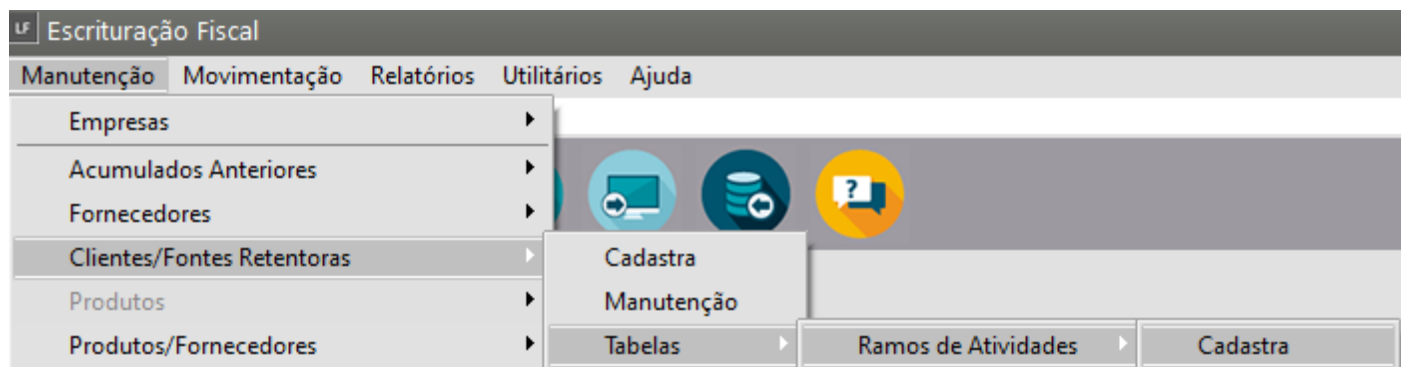 LF Escrituração Fiscal
Manutenção Movimentação Relatórios Utilitários Ajuda
Empresas
Acumulados Anteriores
Fornecedores
Clientes/Fontes Retentoras Cadastra
Produtos Manutenção
Produtos/Fornecedores Tabelas Ramos de Atividades Cadastra